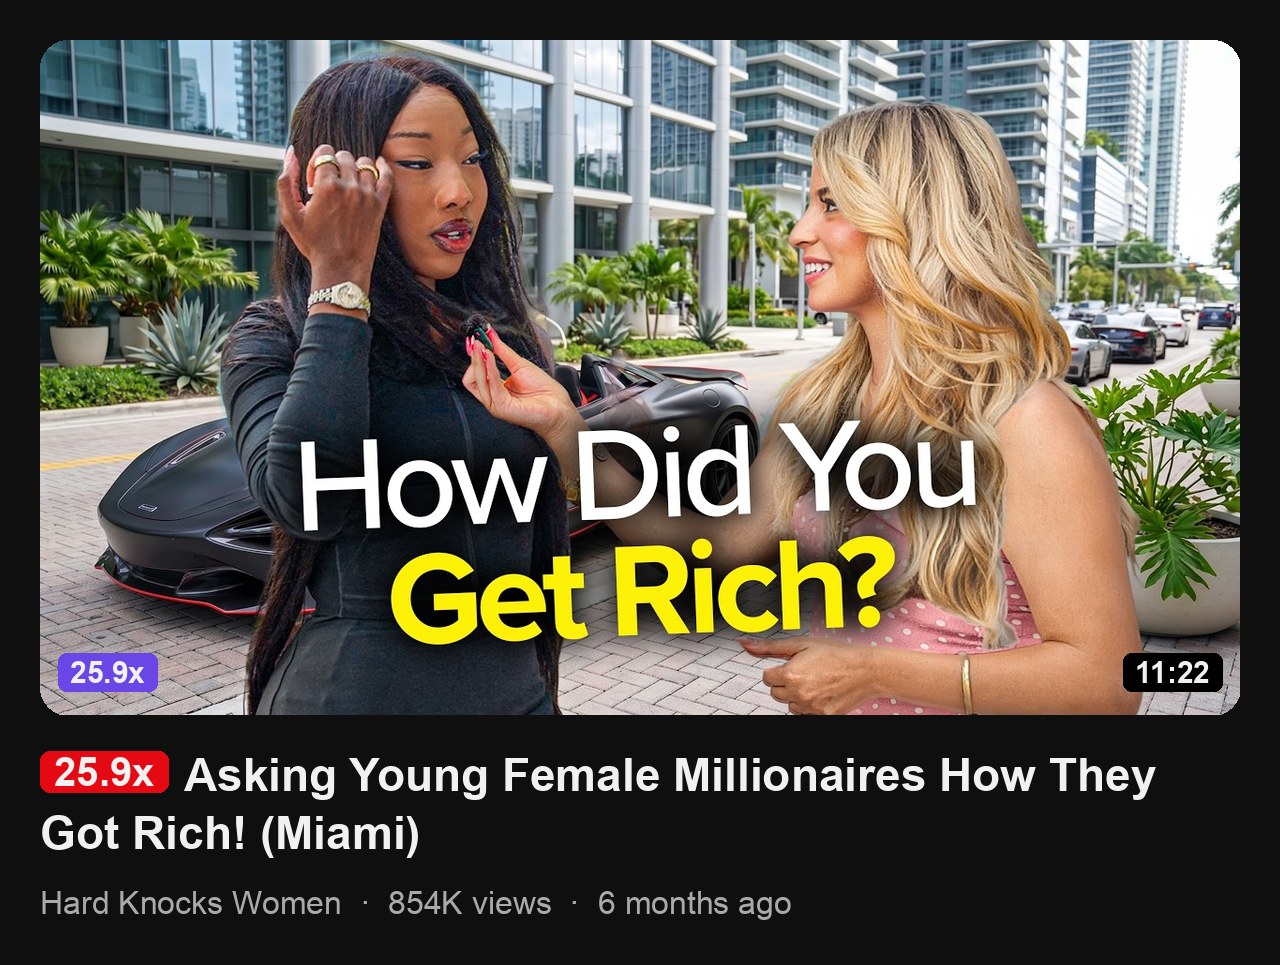 How Did You
Get Rich?
25.9x
11:22
25.9x Asking Young Female Millionaires How They
Got Rich! (Miami)
Hard Knocks Women · 854K views · 6 months ago